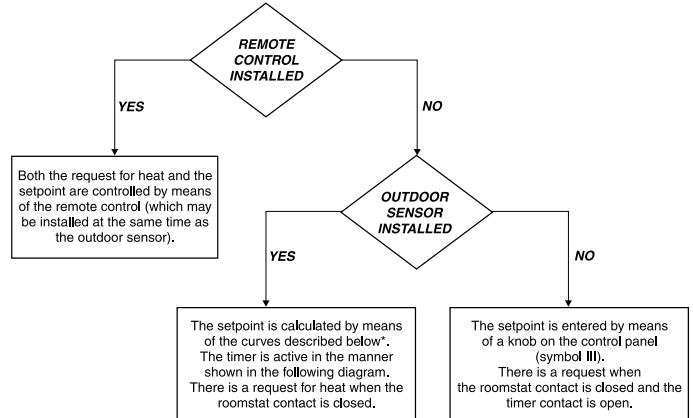 REMOTE
CONTROL
INSTALLED
YES
NO
Both the request for heat and the
setpoint are controlled by means
of the remote control (which may
be installed at the same time as
the outdoor sensor).
OUTDOOR
SENSOR
INSTALLED
YES
NO
The setpoint is calculated by means
of the curves described below*.
The timer is active in the manner
shown in the following diagram.
There is a request for heat when the
roomstat contact is closed.
The setpoint is entered by means
of a knob on the control panel
(symbol III).
There is a request when
the roomstat contact is closed and the
timer contact is open.